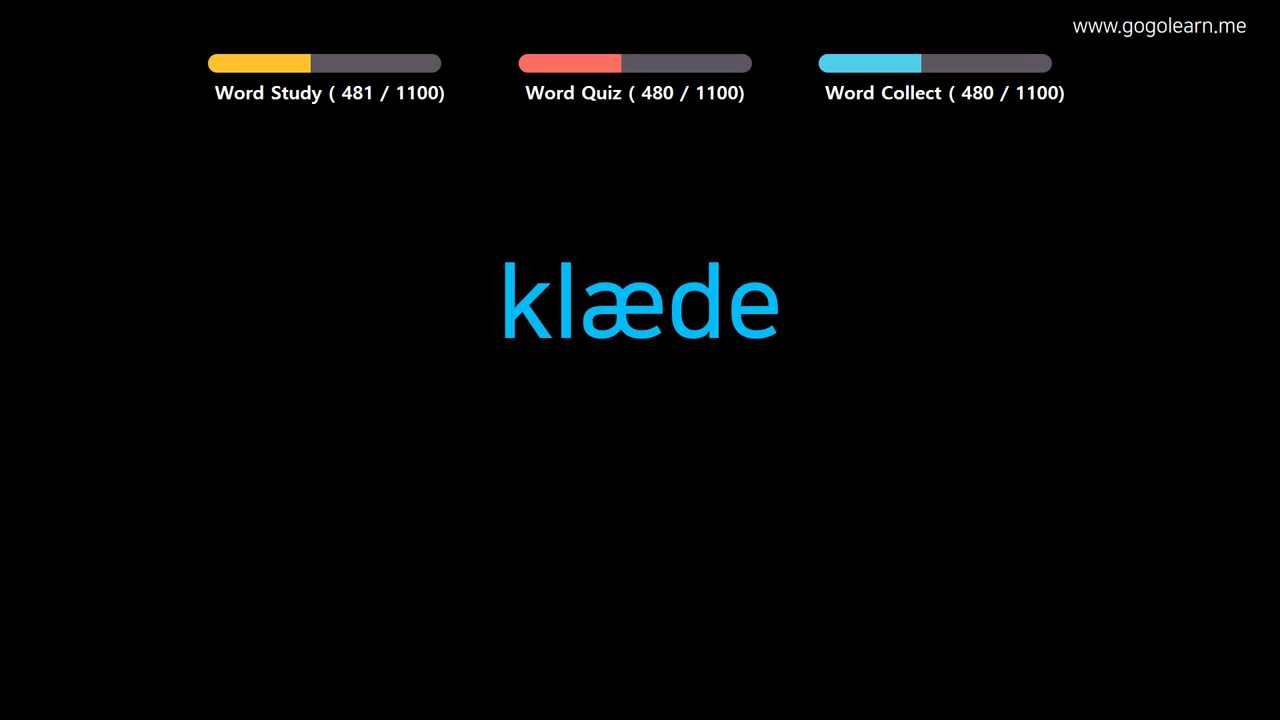 www.gogolearn.me
Word Study ( 481 / 1100)
Word Quiz ( 480 / 1100)
Word Collect ( 480 / 1100)
klæde